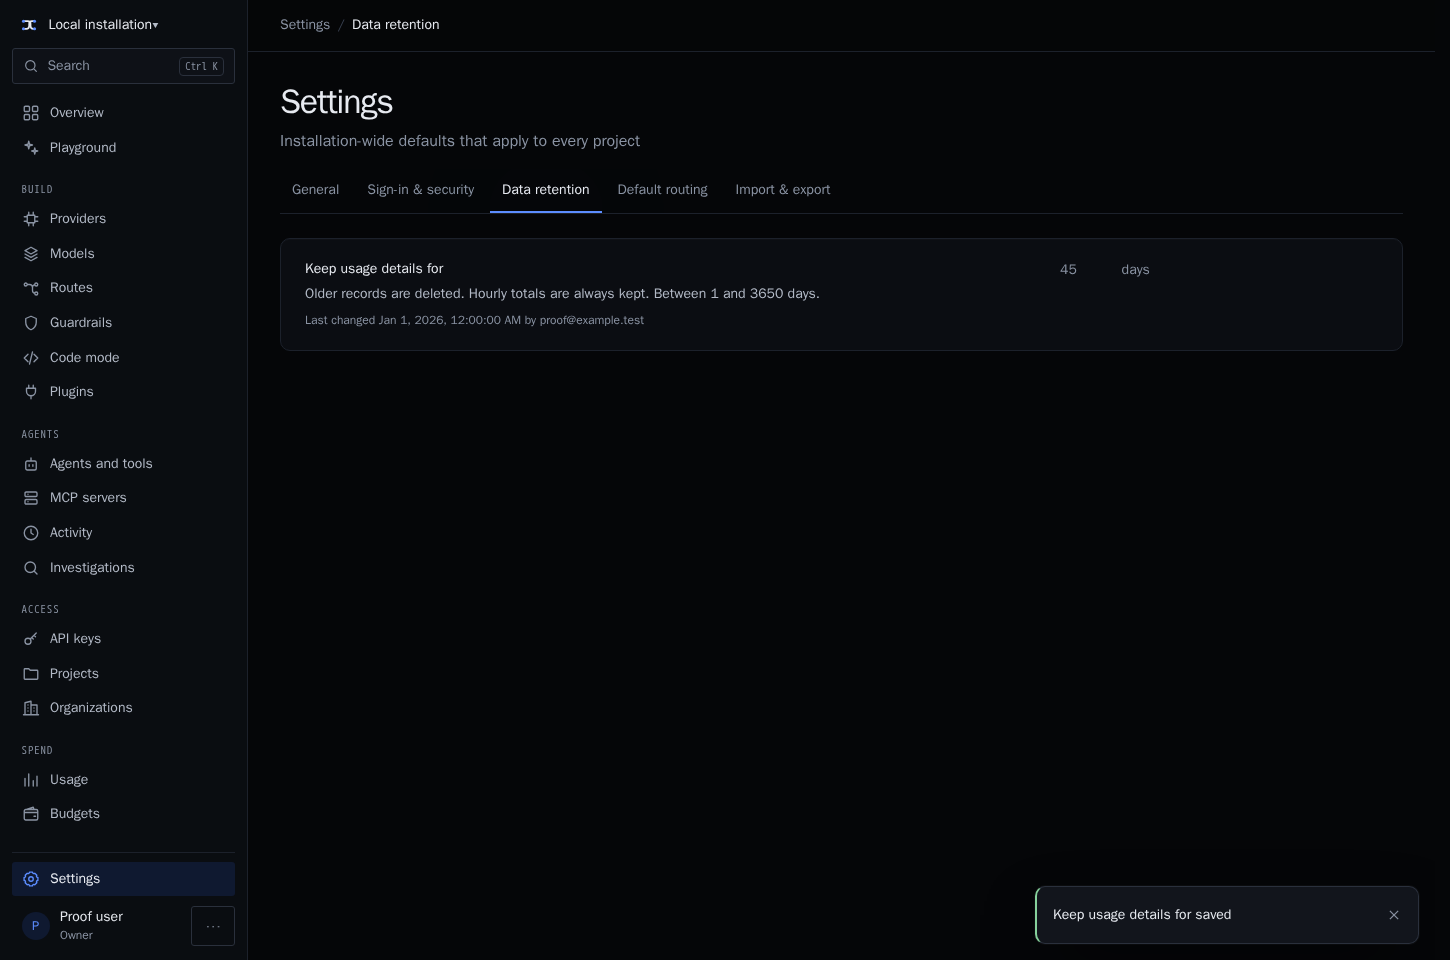 Local installation
Search
Ctrl K
Overview
Playground
BUILD
Providers
Models
Routes
Guardrails
Code mode
Plugins
AGENTS
Agents and tools
MCP servers
Activity
Investigations
ACCESS
API keys
Projects
Organizations
SPEND
Usage
Budgets
Settings
P
Proof user
Owner
...
Settings / Data retention
Settings
Installation-wide defaults that apply to every project
General Sign-in & security Data retention Default routing Import & export
Keep usage details for
45 days
Older records are deleted. Hourly totals are always kept. Between 1 and 3650 days.
Last changed Jan 1, 2026, 12:00:00 AM by proof@example.test
Keep usage details for saved